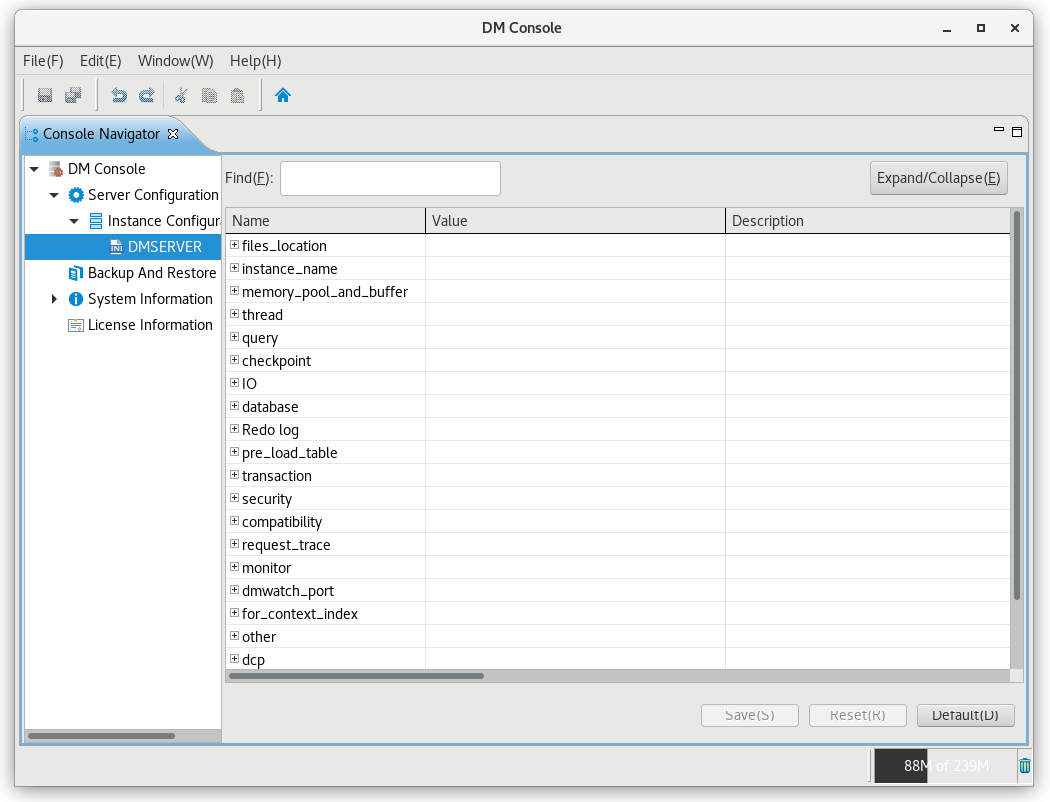 DM Console
File(F) Edit(E) Window(W) Help(H)
Console Navigator
DM Console
Server Configuration
Instance Configur
DMSERVER
Backup And Restore
System Information
License Information
Find(F):
Expand/Collapse(E)
Name Value Description
files_location
instance_name
memory_pool_and_buffer
thread
query
checkpoint
IO
database
Redo log
pre_load_table
transaction
security
compatibility
request_trace
monitor
dmwatch_port
for_context_index
other
dcp
Save(S) Reset(R) Default(D)
88M of 239M